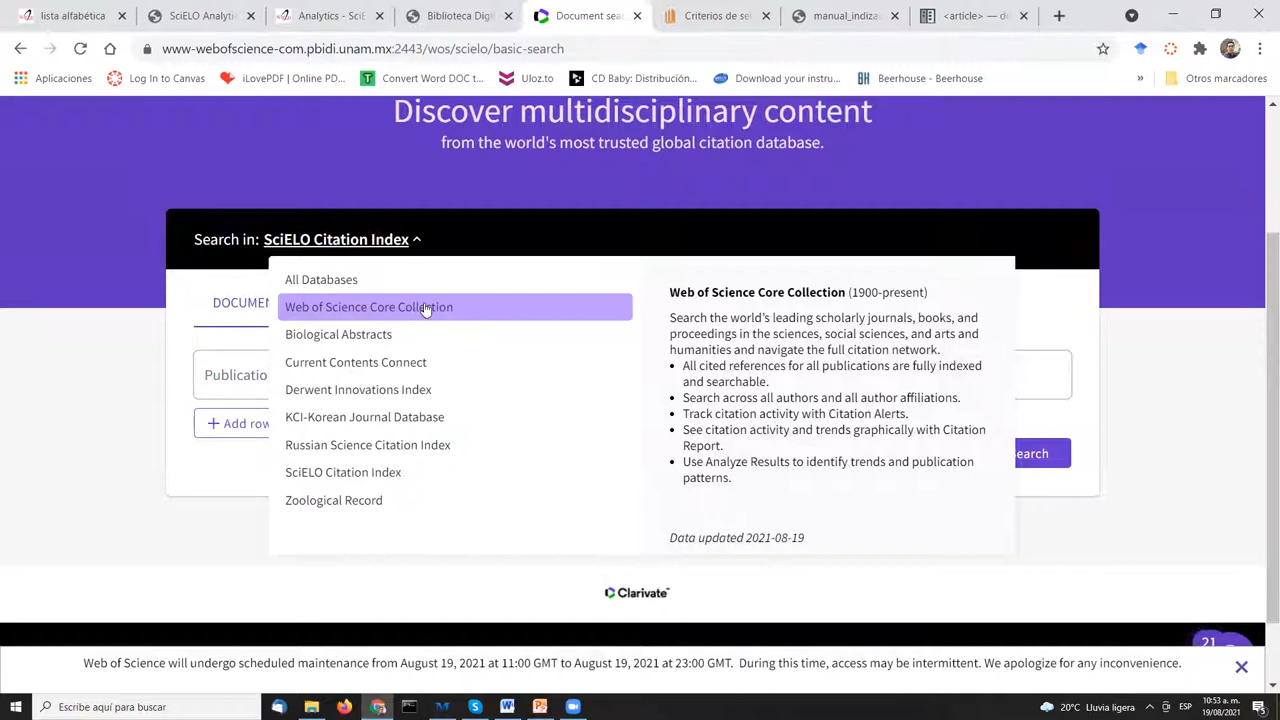 lista alfabétic
SciELO Analytic
Analytics - SciE
Biblioteca Digi
Document sea
Criterios de sel
manual_indiza
<article> — de
www-webofscience-com.pbidi.unam.mx:2443/wos/scielo/basic-search
Aplicaciones
Log In to Canvas
iLovePDF | Online PD...
Convert Word DOC t...
Uloz.to
CD Baby: Distribución...
Download your instru...
Beerhouse - Beerhouse
»
Otros marcadores
Discover multidisciplinary content
from the world's most trusted global citation database.
Search in: SciELO Citation Index
All Databases
Web of Science Core Collection
Biological Abstracts
Current Contents Connect
Derwent Innovations Index
KCI-Korean Journal Database
Russian Science Citation Index
SciELO Citation Index
Zoological Record
Web of Science Core Collection (1900-present)
Search the world's leading scholarly journals, books, and
proceedings in the sciences, social sciences, and arts and
humanities and navigate the full citation network.
• All cited references for all publications are fully indexed
and searchable.
• Search across all authors and all author affiliations.
• Track citation activity with Citation Alerts.
• See citation activity and trends graphically with Citation
Report.
• Use Analyze Results to identify trends and publication
patterns.
Data updated 2021-08-19
DOCUMEN
Publicatio
+ Add row
earch
Clarivate™
21
Web of Science will undergo scheduled maintenance from August 19, 2021 at 11:00 GMT to August 19, 2021 at 23:00 GMT. During this time, access may be intermittent. We apologize for any inconvenience.
Escribe aquí para buscar
20°C Lluvia ligera
ESP
10:53 a.m.
19/08/2021